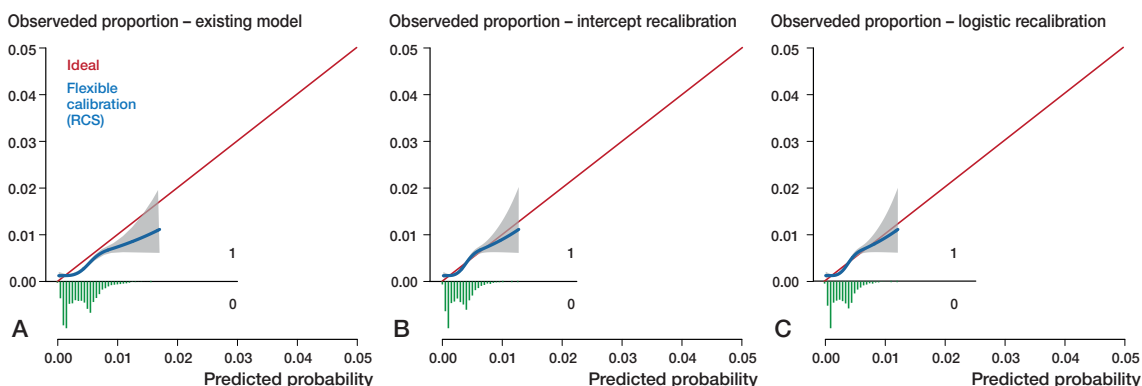 Observeded proportion – existing model
0.05
0.04
0.03
0.02
0.01
0.00
Ideal
Flexible
calibration
(RCS)
1
0
A
0.00 0.01 0.02 0.03 0.04 0.05
Predicted probability
Observeded proportion – intercept recalibration
0.05
0.04
0.03
0.02
0.01
0.00
1
0
B
0.00 0.01 0.02 0.03 0.04 0.05
Predicted probability
Observeded proportion – logistic recalibration
0.05
0.04
0.03
0.02
0.01
0.00
1
0
C
0.00 0.01 0.02 0.03 0.04 0.05
Predicted probability